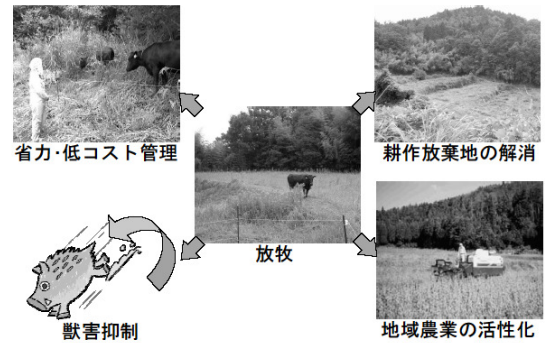 省力･低コスト管理
耕作放棄地の解消
放牧
獣害抑制
地域農業の活性化